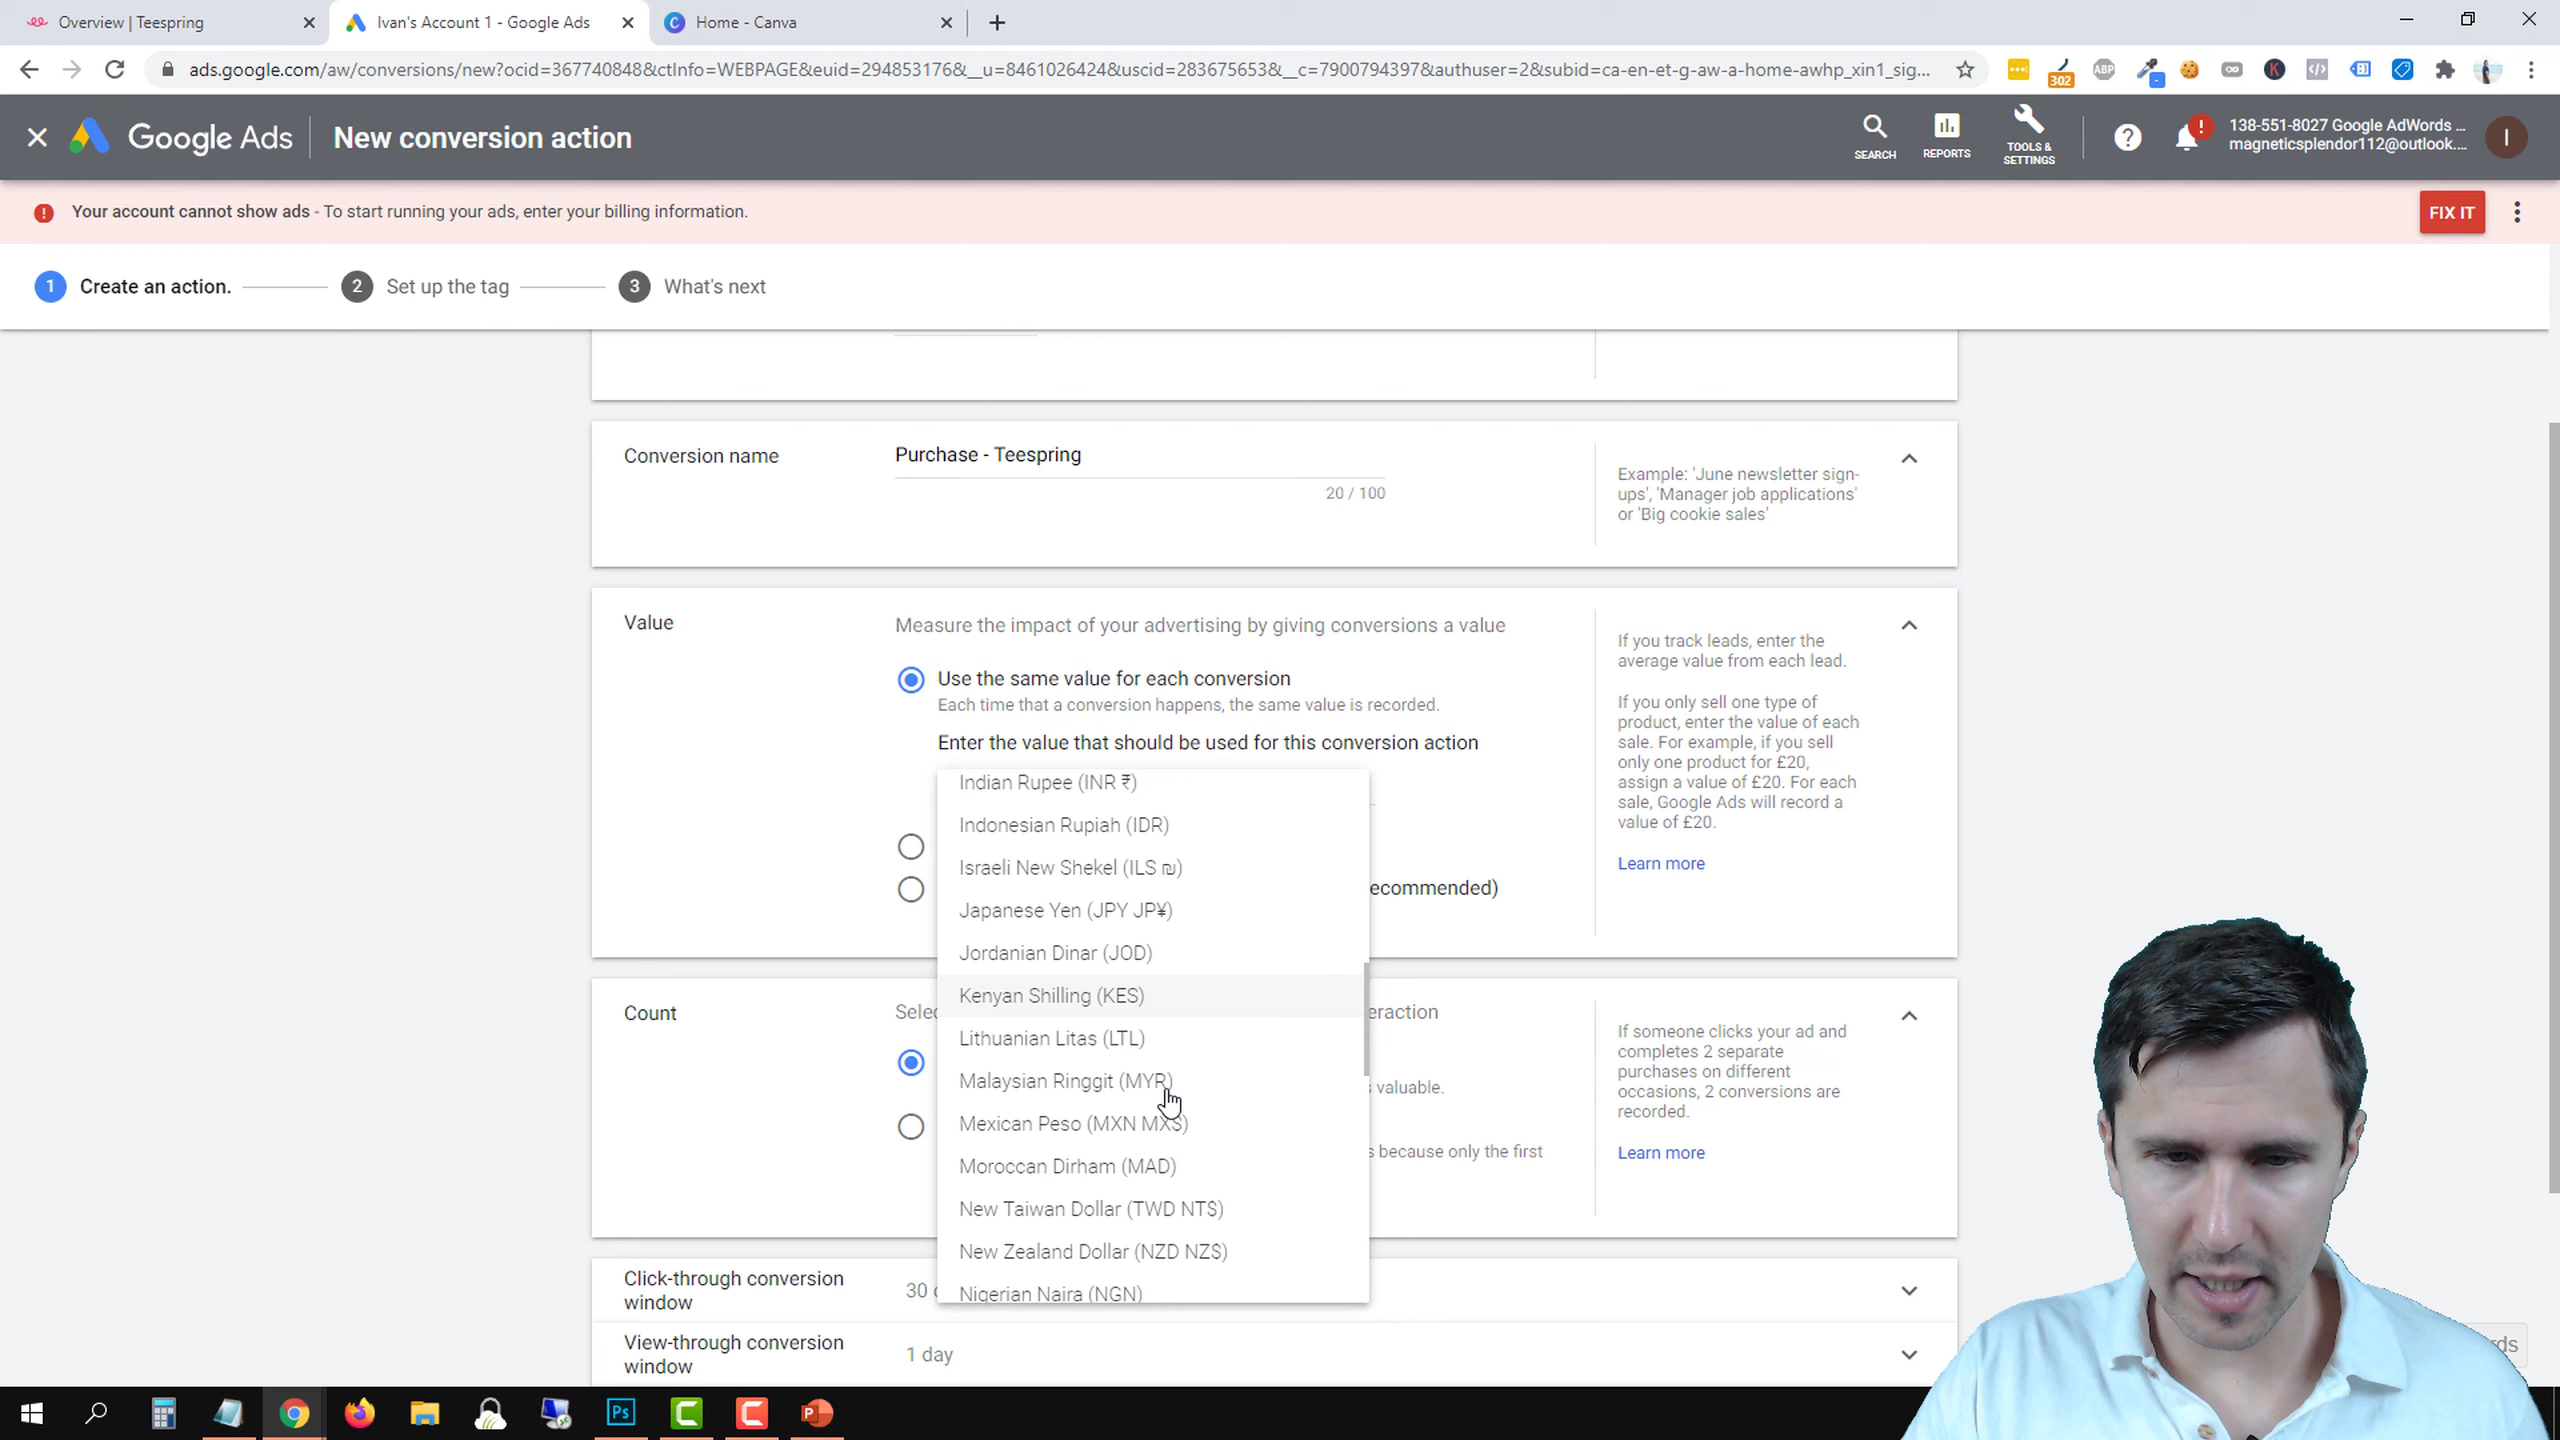 Overview | Teespring
Ivan's Account 1 - Google Ads
Home - Canva
ads.google.com/aw/conversions/new?ocid=367740848&ctInfo=WEBPAGE&euid=294853176&__u=8461026424&uscid=283675653&__c=7900794397&authuser=2&subid=ca-en-et-g-aw-a-home-awhp_xin1_sig...
ABP
302
Google Ads
New conversion action
SEARCH
REPORTS
TOOLS &
SETTINGS
138-551-8027 Google AdWords ...
magneticsplendor112@outlook....
I
Your account cannot show ads - To start running your ads, enter your billing information.
FIX IT
1 Create an action.
2 Set up the tag
3 What's next
Conversion name
Purchase - Teespring
20 / 100
Example: 'June newsletter sign-
ups', 'Manager job applications'
or 'Big cookie sales'
Value
Measure the impact of your advertising by giving conversions a value
Use the same value for each conversion
Each time that a conversion happens, the same value is recorded.
Enter the value that should be used for this conversion action
Indian Rupee (INR ₹)
Indonesian Rupiah (IDR)
Israeli New Shekel (ILS ₪)
Japanese Yen (JPY JP¥)
Jordanian Dinar (JOD)
Kenyan Shilling (KES)
Lithuanian Litas (LTL)
Malaysian Ringgit (MYR)
Mexican Peso (MXN MX$)
Moroccan Dirham (MAD)
New Taiwan Dollar (TWD NT$)
New Zealand Dollar (NZD NZ$)
Nigerian Naira (NGN)
ecommended)
If you track leads, enter the
average value from each lead.
If you only sell one type of
product, enter the value of each
sale. For example, if you sell
only one product for £20,
assign a value of £20. For each
sale, Google Ads will record a
value of £20.
Learn more
Count
Selec
eraction
s valuable.
s because only the first
If someone clicks your ad and
completes 2 separate
purchases on different
occasions, 2 conversions are
recorded.
Learn more
Click-through conversion
window
30
View-through conversion
window
1 day
rds
Ps